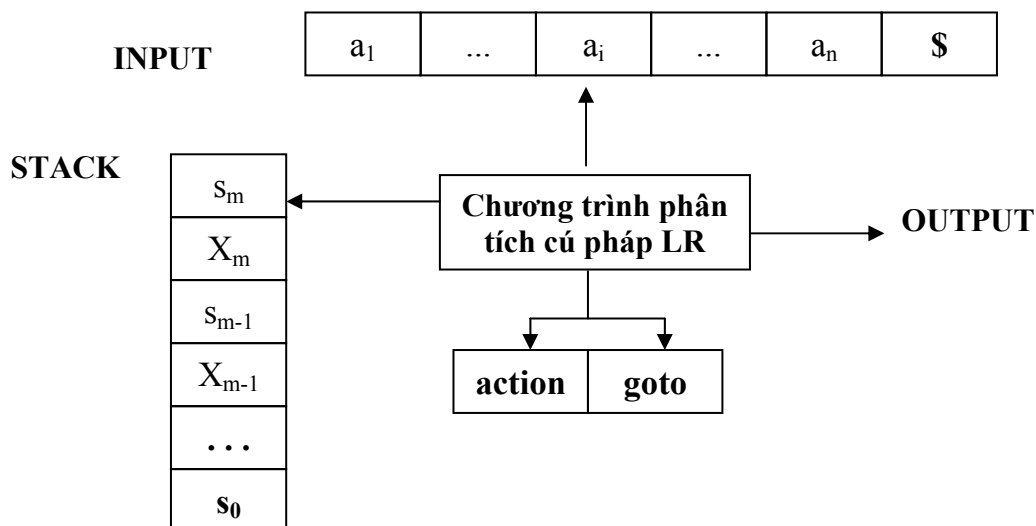 INPUT
a₁ ... aᵢ ... aₙ $
STACK
sₘ
Xₘ
sₘ₋₁
Xₘ₋₁
...
s₀
Chương trình phân
tích cú pháp LR
OUTPUT
action goto